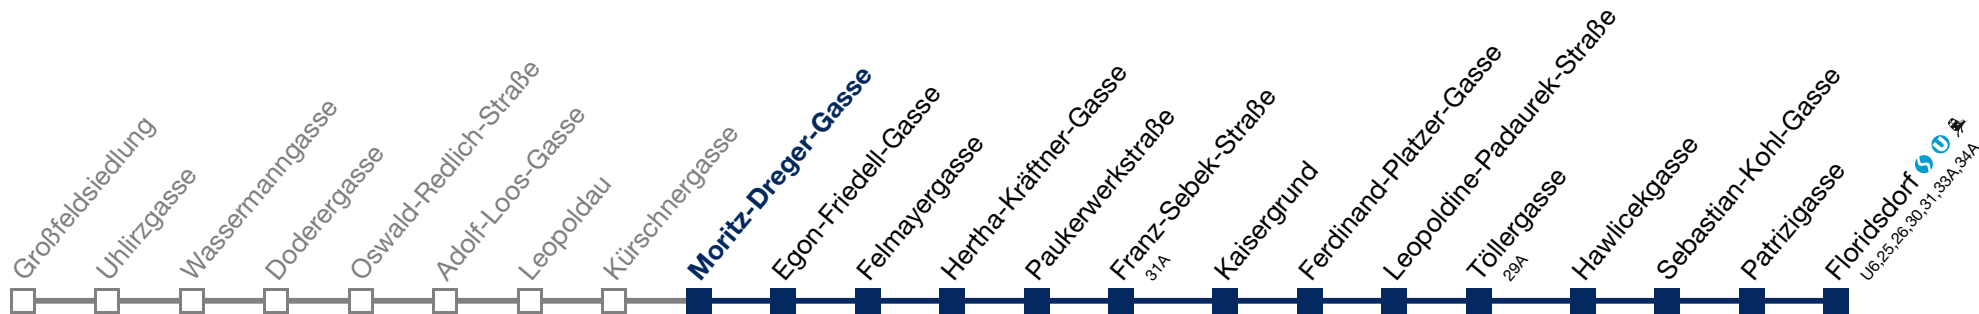 Großfeldsiedlung
Uhlirzgasse
Wassermanngasse
Doderergasse
Oswald-Redlich-Straße
Adolf-Loos-Gasse
Leopoldau
Kürschnergasse
Moritz-Dreger-Gasse
Egon-Friedell-Gasse
Felmayergasse
Hertha-Kräftner-Gasse
Paukerwerkstraße
Franz-Sebek-Straße
31A
Kaisergrund
Ferdinand-Platzer-Gasse
Leopoldine-Padaurek-Straße
Töllergasse
29A
Hawlicekgasse
Sebastian-Kohl-Gasse
Patrizigasse
Floridsdorf S U
U6,25,26,30,31,33A,34A